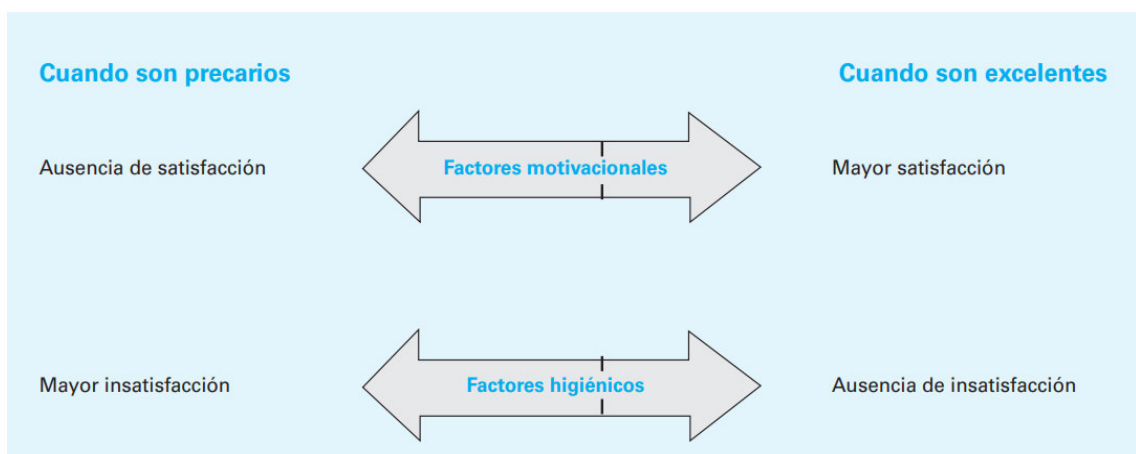 Cuando son precarios
Cuando son excelentes
Ausencia de satisfacción
Factores motivacionales
Mayor satisfacción
Mayor insatisfacción
Factores higiénicos
Ausencia de insatisfacción